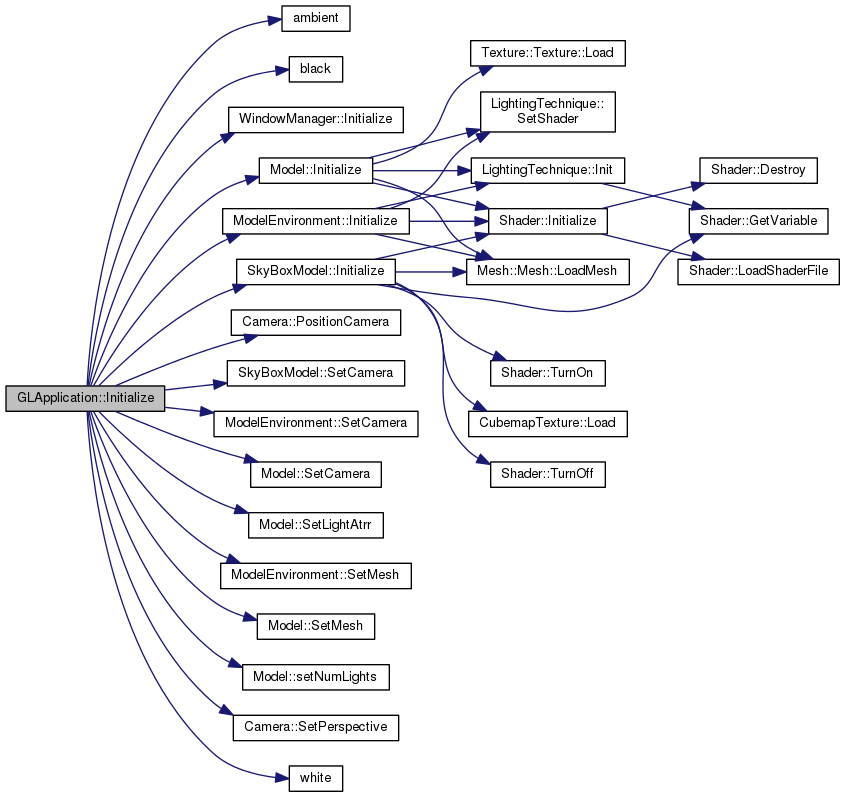 ambient
black
WindowManager::Initialize
Model::Initialize
ModelEnvironment::Initialize
SkyBoxModel::Initialize
Camera::PositionCamera
SkyBoxModel::SetCamera
GLApplication::Initialize
ModelEnvironment::SetCamera
Model::SetCamera
Model::SetLightAtrr
ModelEnvironment::SetMesh
Model::SetMesh
Model::setNumLights
Camera::SetPerspective
white
Texture::Texture::Load
LightingTechnique::
SetShader
LightingTechnique::Init
Shader::Initialize
Mesh::Mesh::LoadMesh
Shader::TurnOn
CubemapTexture::Load
Shader::TurnOff
Shader::Destroy
Shader::GetVariable
Shader::LoadShaderFile